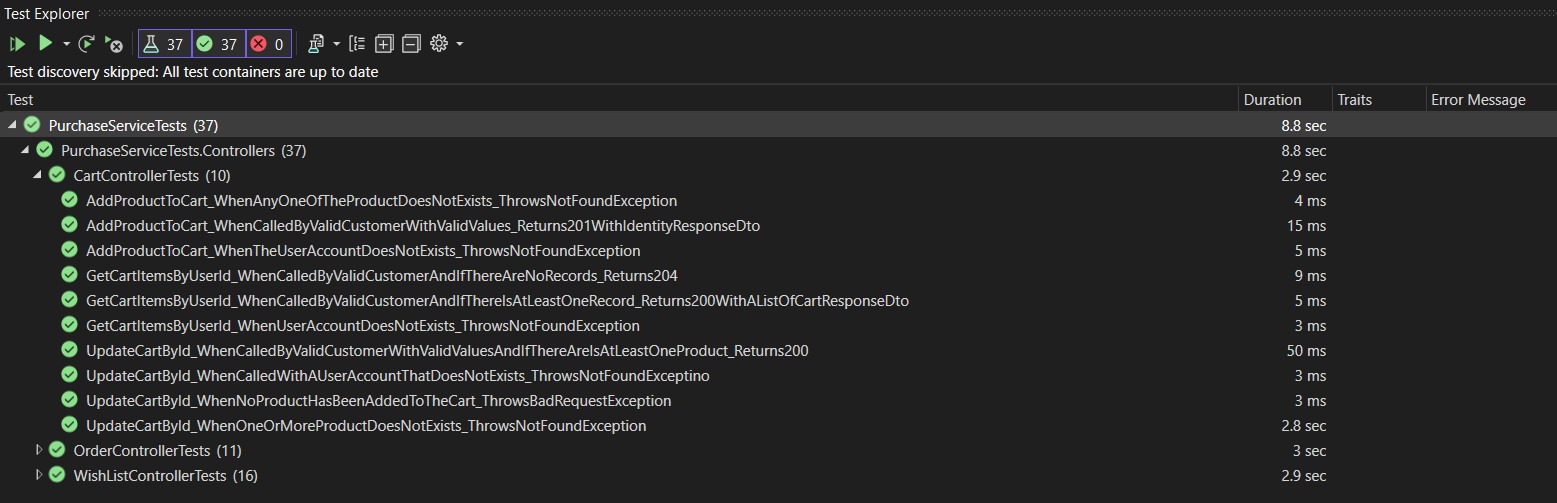 Test Explorer
37 37 0
Test discovery skipped: All test containers are up to date
Test Duration Traits Error Message
PurchaseServiceTests (37) 8.8 sec
PurchaseServiceTests.Controllers (37) 8.8 sec
CartControllerTests (10) 2.9 sec
AddProductToCart_WhenAnyOneOfTheProductDoesNotExists_ThrowsNotFoundException 4 ms
AddProductToCart_WhenCalledByValidCustomerWithValidValues_Returns201WithIdentityResponseDto 15 ms
AddProductToCart_WhenTheUserAccountDoesNotExists_ThrowsNotFoundException 5 ms
GetCartItemsByUserId_WhenCalledByValidCustomerAndIfThereAreNoRecords_Returns204 9 ms
GetCartItemsByUserId_WhenCalledByValidCustomerAndIfThereIsAtLeastOneRecord_Returns200WithAListOfCartResponseDto 5 ms
GetCartItemsByUserId_WhenUserAccountDoesNotExists_ThrowsNotFoundException 3 ms
UpdateCartById_WhenCalledByValidCustomerWithValidValuesAndIfThereAreIsAtLeastOneProduct_Returns200 50 ms
UpdateCartById_WhenCalledWithAUserAccountThatDoesNotExists_ThrowsNotFoundExceptino 3 ms
UpdateCartById_WhenNoProductHasBeenAddedToTheCart_ThrowsBadRequestException 3 ms
UpdateCartById_WhenOneOrMoreProductDoesNotExists_ThrowsNotFoundException 2.8 sec
OrderControllerTests (11) 3 sec
WishListControllerTests (16) 2.9 sec